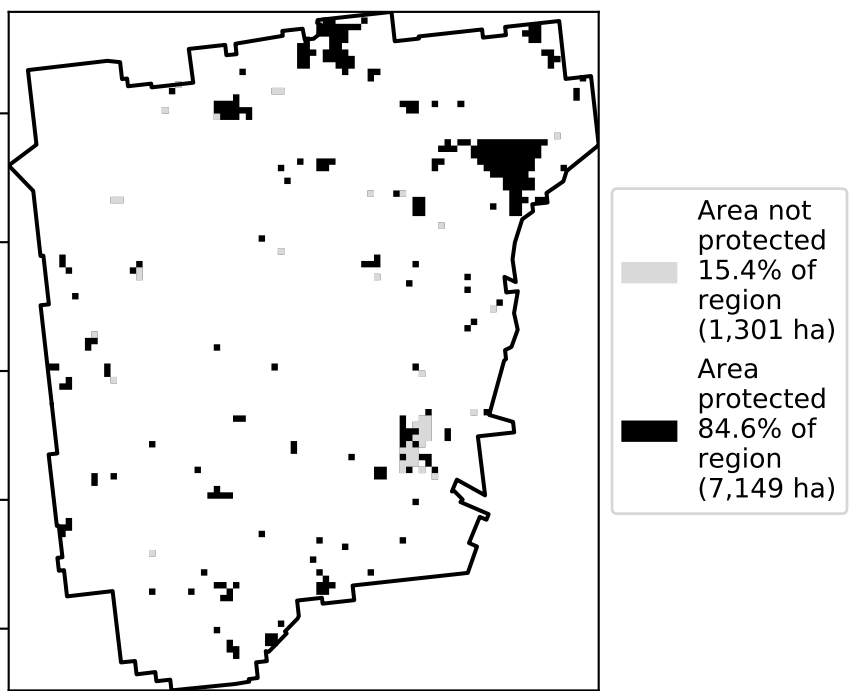 Area not
protected
15.4% of
region
(1,301 ha)
Area
protected
84.6% of
region
(7,149 ha)